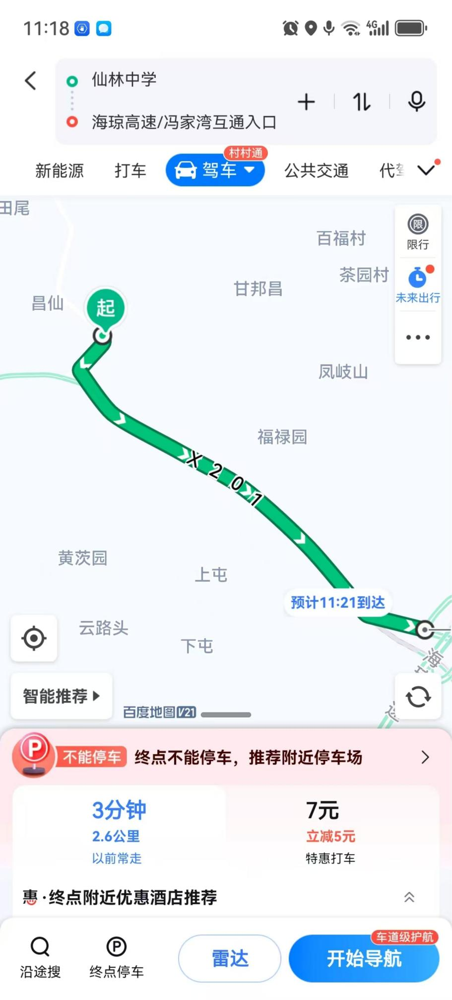 11:18
4G
仙林中学
海琼高速/冯家湾互通入口
村村通
新能源
打车
驾车
公共交通
代驾
田尾
限
限行
百福村
茶园村
甘邦昌
未来出行
昌仙
起
凤岐山
福禄园
X201
黄茨园
上屯
预计11:21到达
云路头
下屯
海
智能推荐
百度地图V21
P
不能停车
终点不能停车，推荐附近停车场
3分钟
7元
2.6公里
立减5元
以前常走
特惠打车
惠·终点附近优惠酒店推荐
车道级护航
P
雷达
开始导航
沿途搜
终点停车